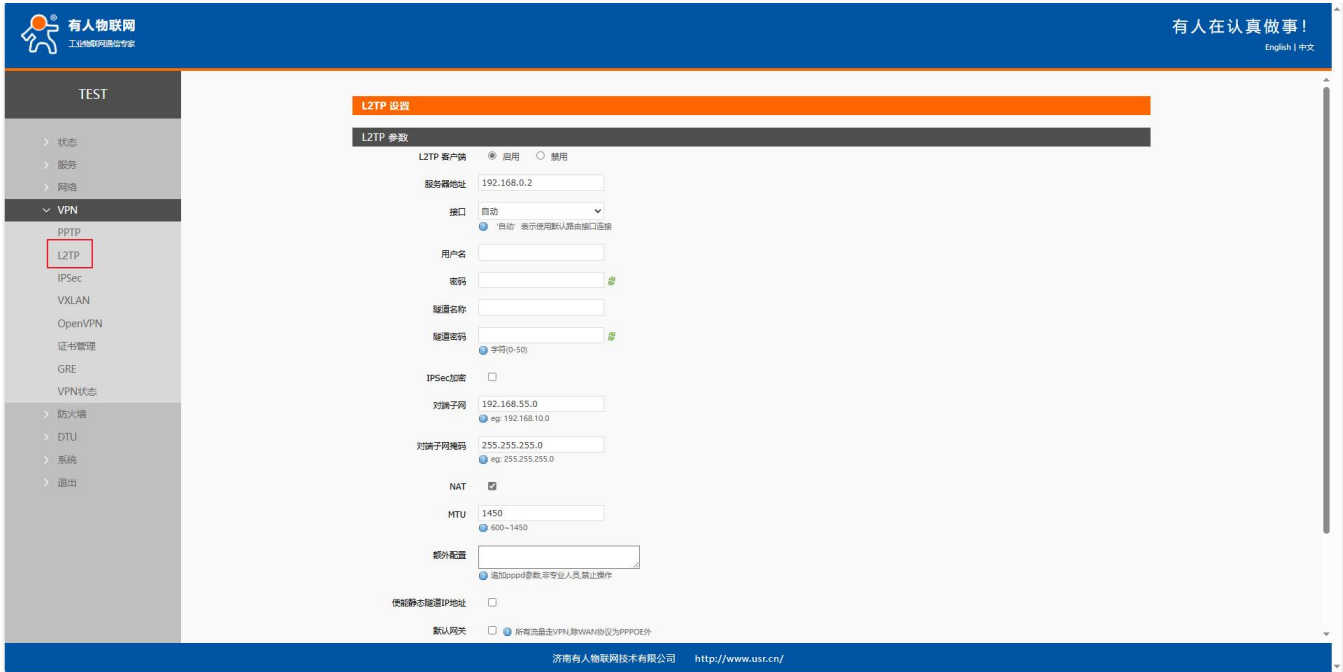 有人物联网
工业物联网通信专家
有人在认真做事!
English | 中文
TEST
状态
服务
网络
VPN
PPTP
L2TP
IPSec
VXLAN
OpenVPN
证书管理
GRE
VPN状态
防火墙
DTU
系统
退出
L2TP 设置
L2TP 参数
L2TP 客户端 启用 禁用
服务器地址 192.168.0.2
接口 自动
'自动' 表示使用默认路由接口连接
用户名
密码
隧道名称
隧道密码
字符(0-50)
IPSec加密
对端子网 192.168.55.0
eg: 192.168.10.0
对端子网掩码 255.255.255.0
eg: 255.255.255.0
NAT
MTU 1450
600~1450
额外配置
追加pppd参数,非专业人员,禁止操作
使能静态隧道IP地址
默认网关 所有流量走VPN,除WAN协议为PPPOE外
济南有人物联网技术有限公司 http://www.usr.cn/